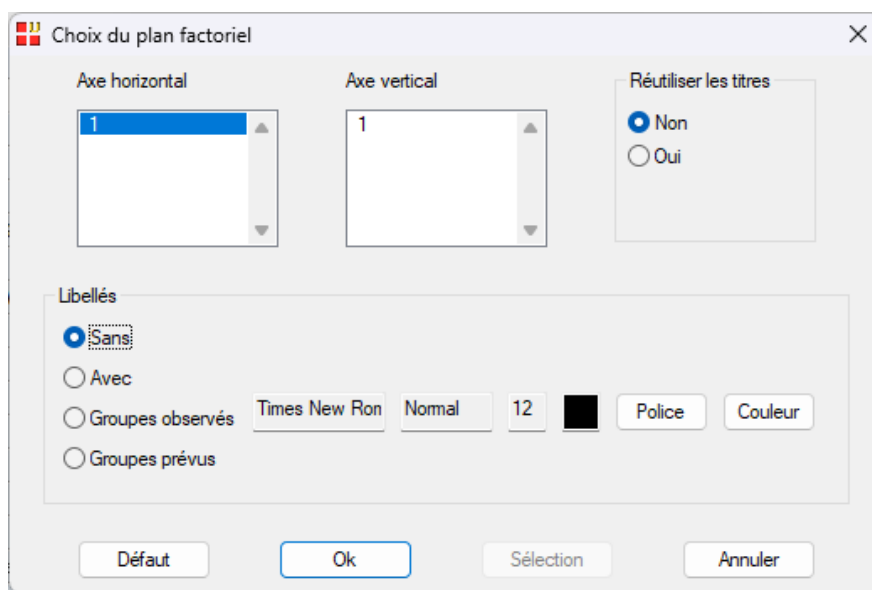 Choix du plan factoriel
Axe horizontal
Axe vertical
Réutiliser les titres
1
1
Non
Oui
Libellés
Sans
Avec
Groupes observés
Times New Ron
Normal
12
Police
Couleur
Groupes prévus
Défaut
Ok
Sélection
Annuler